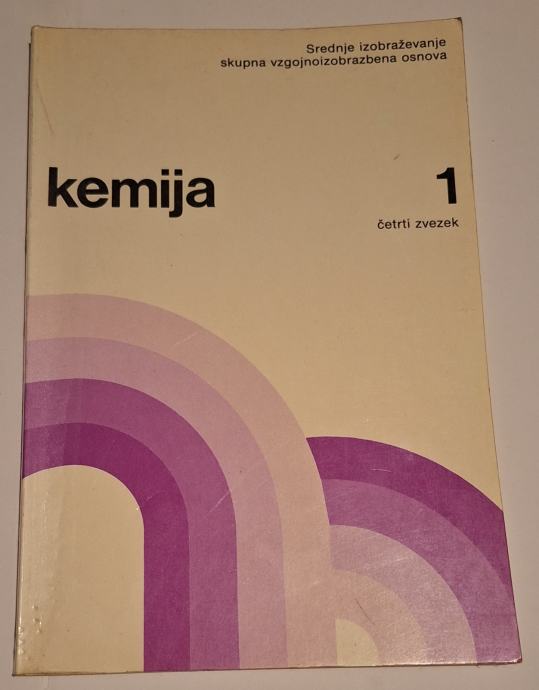 Srednje izobraževanje
skupna vzgojnoizobrazbena osnova
kemija
1
četrti zvezek